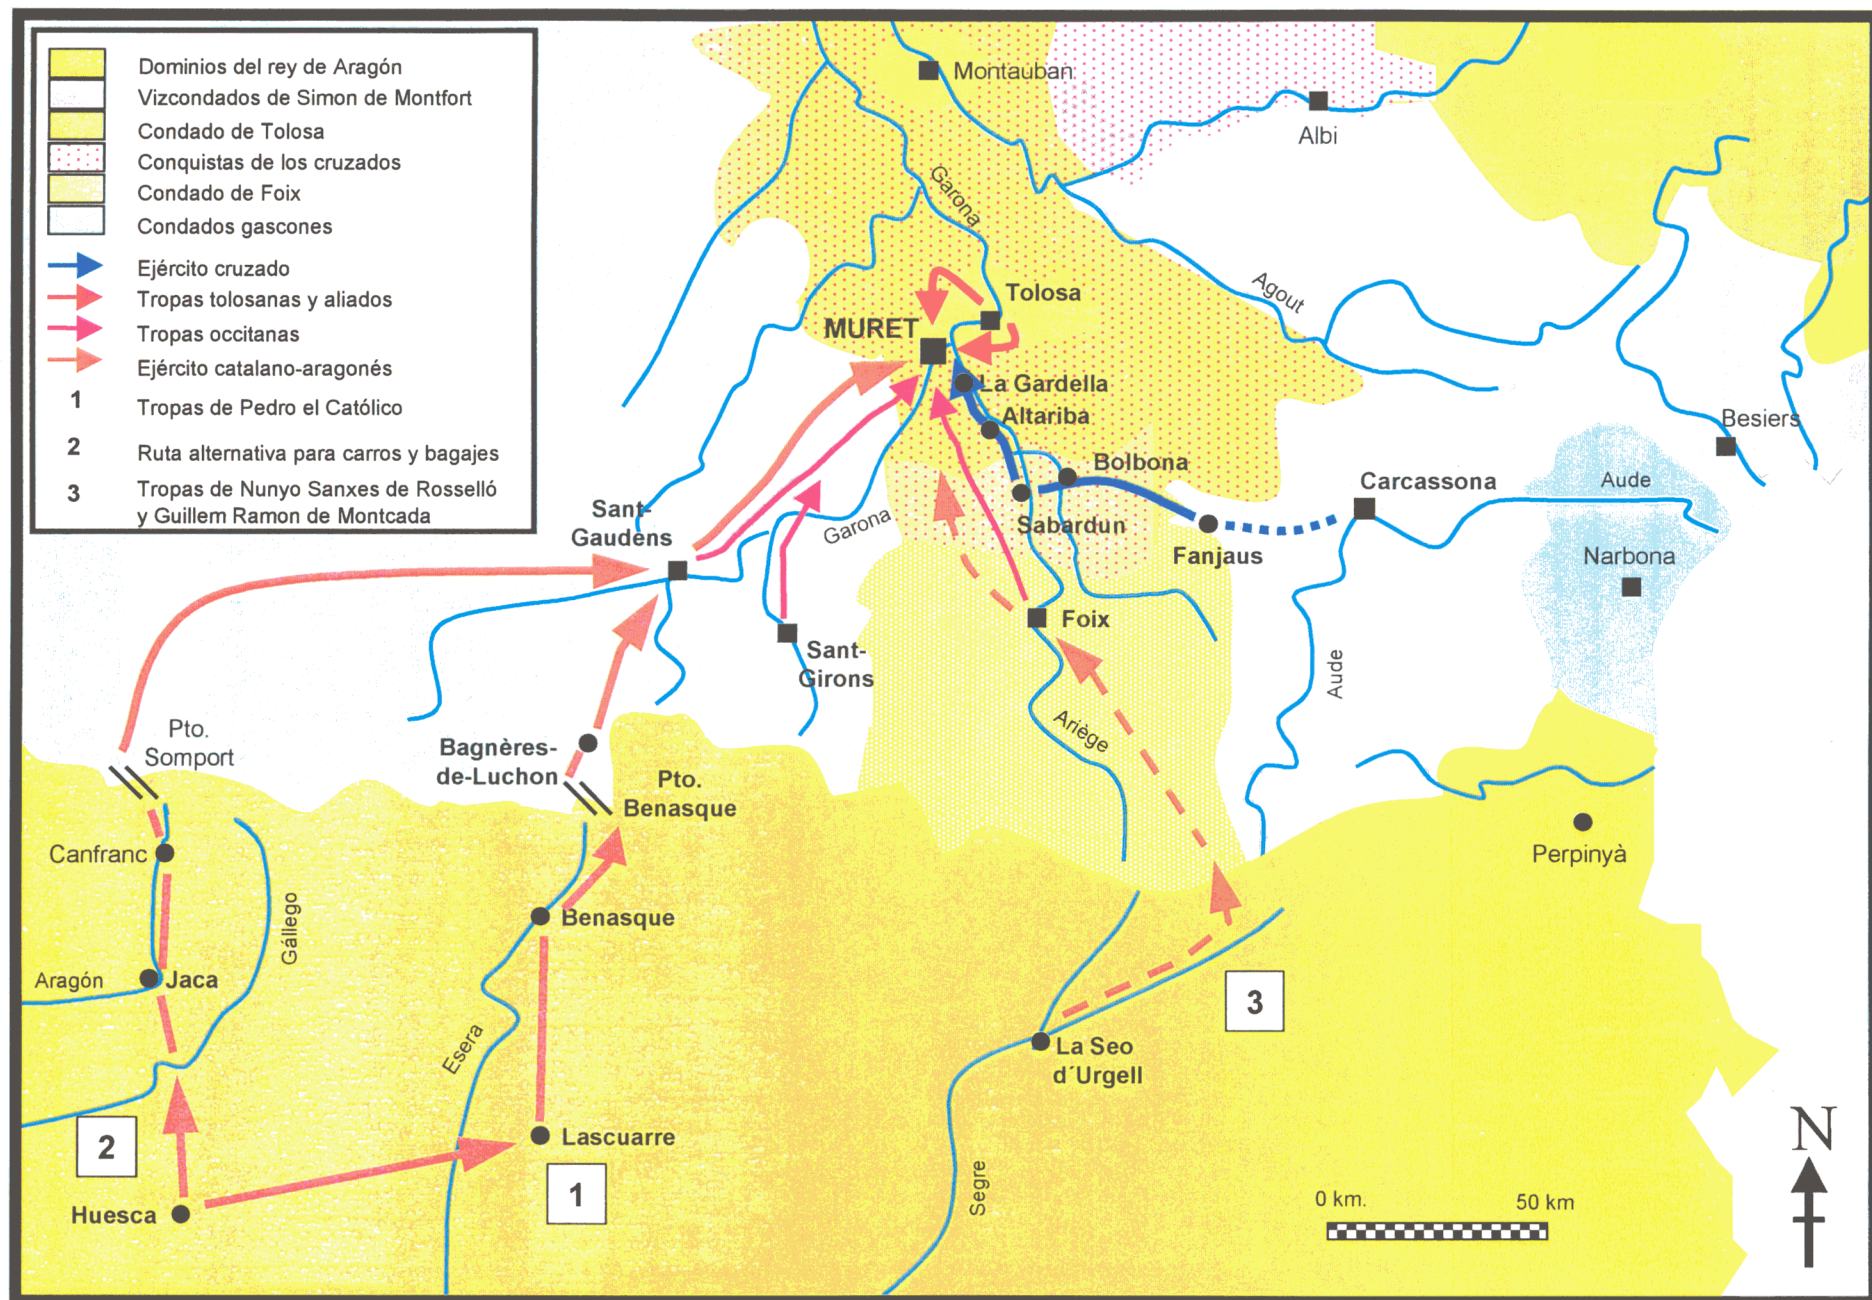 Dominios del rey de Aragón
Vizcondados de Simon de Montfort
Condado de Tolosa
Conquistas de los cruzados
Condado de Foix
Condados gascones
Ejército cruzado
Tropas tolosanas y aliados
Tropas occitanas
Ejército catalano-aragonés
1 Tropas de Pedro el Católico
2 Ruta alternativa para carros y bagajes
3 Tropas de Nunyo Sanxes de Rosselló
y Guillem Ramon de Montcada
Montauban
Albi
Garona
Agout
Tolosa
MURET
La Gardella
Altariba
Besiers
Bolbona
Carcassona
Aude
Sant-
Gaudens
Garona
Sabardun
Fanjaus
Narbona
Foix
Sant-
Girons
Aude
Ariège
Pto.
Somport
Bagnères-
de-Luchon
Pto.
Benasque
Canfranc
Perpinyà
Benasque
Gállego
Aragón
Jaca
3
Esera
La Seo
d´Urgell
2
Lascuarre
1
Segre
Huesca
0 km.
50 km
N